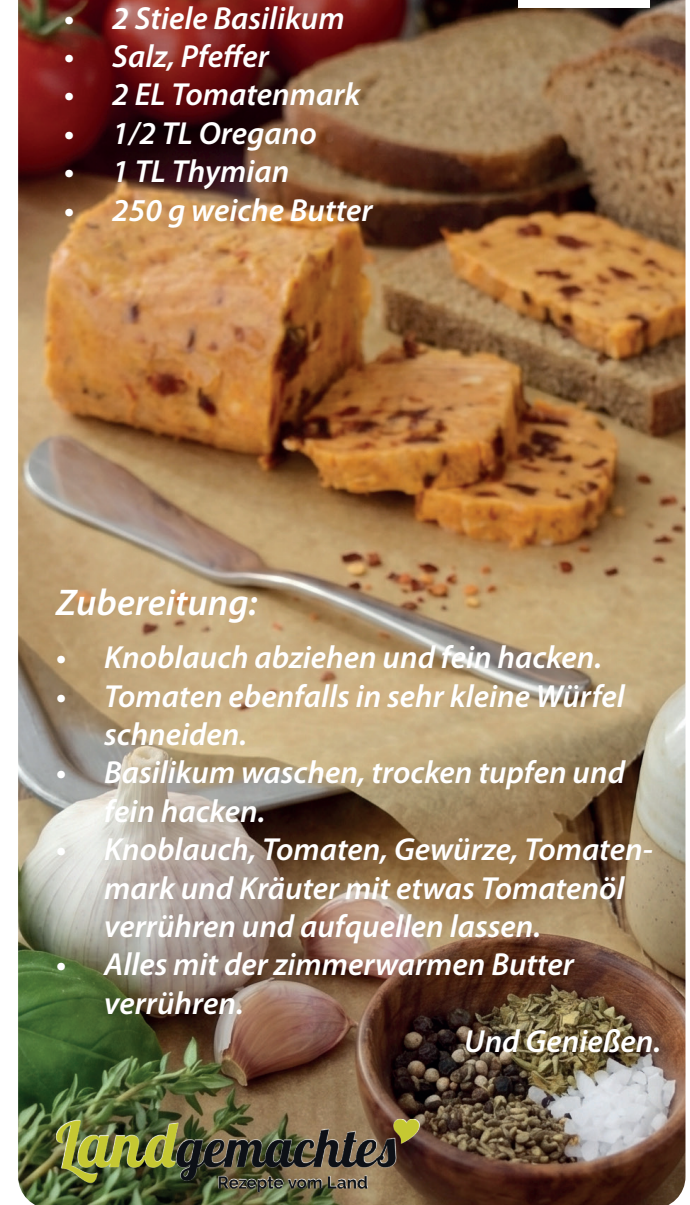 • 2 Stiele Basilikum
• Salz, Pfeffer
• 2 EL Tomatenmark
• 1/2 TL Oregano
• 1 TL Thymian
• 250 g weiche Butter
Zubereitung:
• Knoblauch abziehen und fein hacken.
• Tomaten ebenfalls in sehr kleine Würfel
schneiden.
• Basilikum waschen, trocken tupfen und
fein hacken.
• Knoblauch, Tomaten, Gewürze, Tomaten-
mark und Kräuter mit etwas Tomatenöl
verrühren und aufquellen lassen.
• Alles mit der zimmerwarmen Butter
verrühren.
Und Genießen.
Landgemachtes
Rezepte vom Land